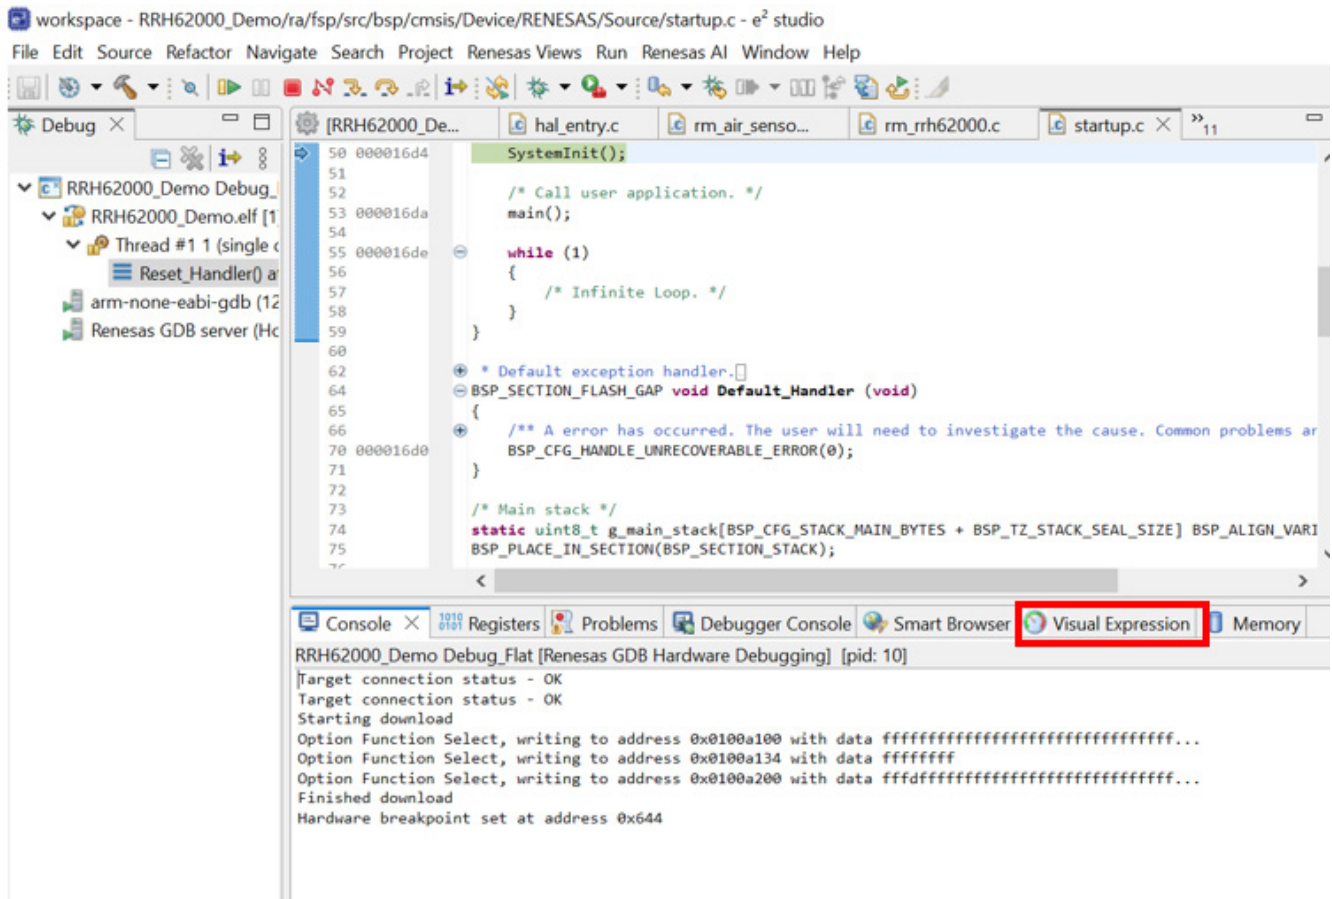 workspace - RRH62000_Demo/ra/fsp/src/bsp/cmsis/Device/RENESAS/Source/startup.c - e² studio
File Edit Source Refactor Navigate Search Project Renesas Views Run Renesas AI Window Help
Debug
RRH62000_Demo Debug_
RRH62000_Demo.elf [1
Thread #1 1 (single
Reset_Handler() a
arm-none-eabi-gdb (12
Renesas GDB server (Ho
[RRH62000_De... hal_entry.c rm_air_senso... rm_rrh62000.c startup.c 11
50 000016d4 SystemInit();
51
52 /* Call user application. */
53 000016da main();
54
55 000016de while (1)
56 {
57 /* Infinite Loop. */
58 }
59 }
60
62 * Default exception handler.
64 BSP_SECTION_FLASH_GAP void Default_Handler (void)
65 {
66 /** A error has occurred. The user will need to investigate the cause. Common problems ar
70 000016d0 BSP_CFG_HANDLE_UNRECOVERABLE_ERROR(0);
71 }
72
73 /* Main stack */
74 static uint8_t g_main_stack[BSP_CFG_STACK_MAIN_BYTES + BSP_TZ_STACK_SEAL_SIZE] BSP_ALIGN_VARI
75 BSP_PLACE_IN_SECTION(BSP_SECTION_STACK);
76
Console Registers Problems Debugger Console Smart Browser Visual Expression Memory
RRH62000_Demo Debug_Flat [Renesas GDB Hardware Debugging] [pid: 10]
Target connection status - OK
Target connection status - OK
Starting download
Option Function Select, writing to address 0x0100a100 with data ffffffffffffffffffffffffffffffff...
Option Function Select, writing to address 0x0100a134 with data ffffffff
Option Function Select, writing to address 0x0100a200 with data fffdffffffffffffffffffffffffffff...
Finished download
Hardware breakpoint set at address 0x644